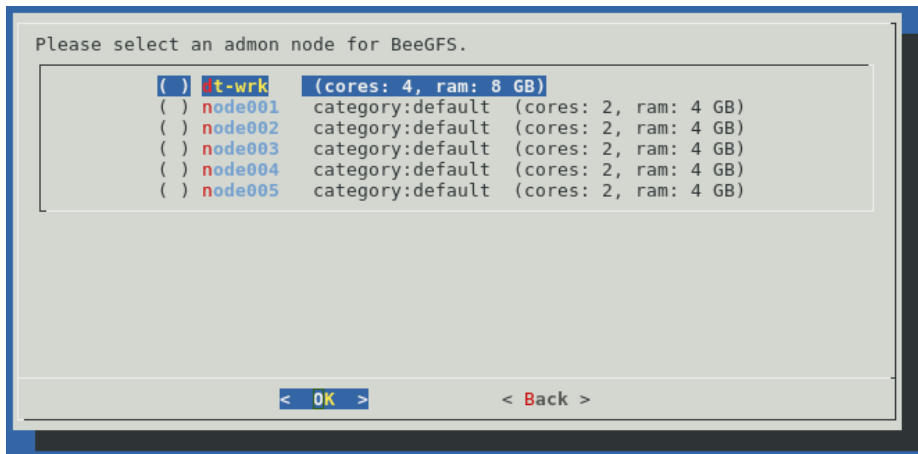 Please select an admon node for BeeGFS.
( ) dt-wrk (cores: 4, ram: 8 GB)
( ) node001 category:default (cores: 2, ram: 4 GB)
( ) node002 category:default (cores: 2, ram: 4 GB)
( ) node003 category:default (cores: 2, ram: 4 GB)
( ) node004 category:default (cores: 2, ram: 4 GB)
( ) node005 category:default (cores: 2, ram: 4 GB)
< OK > < Back >